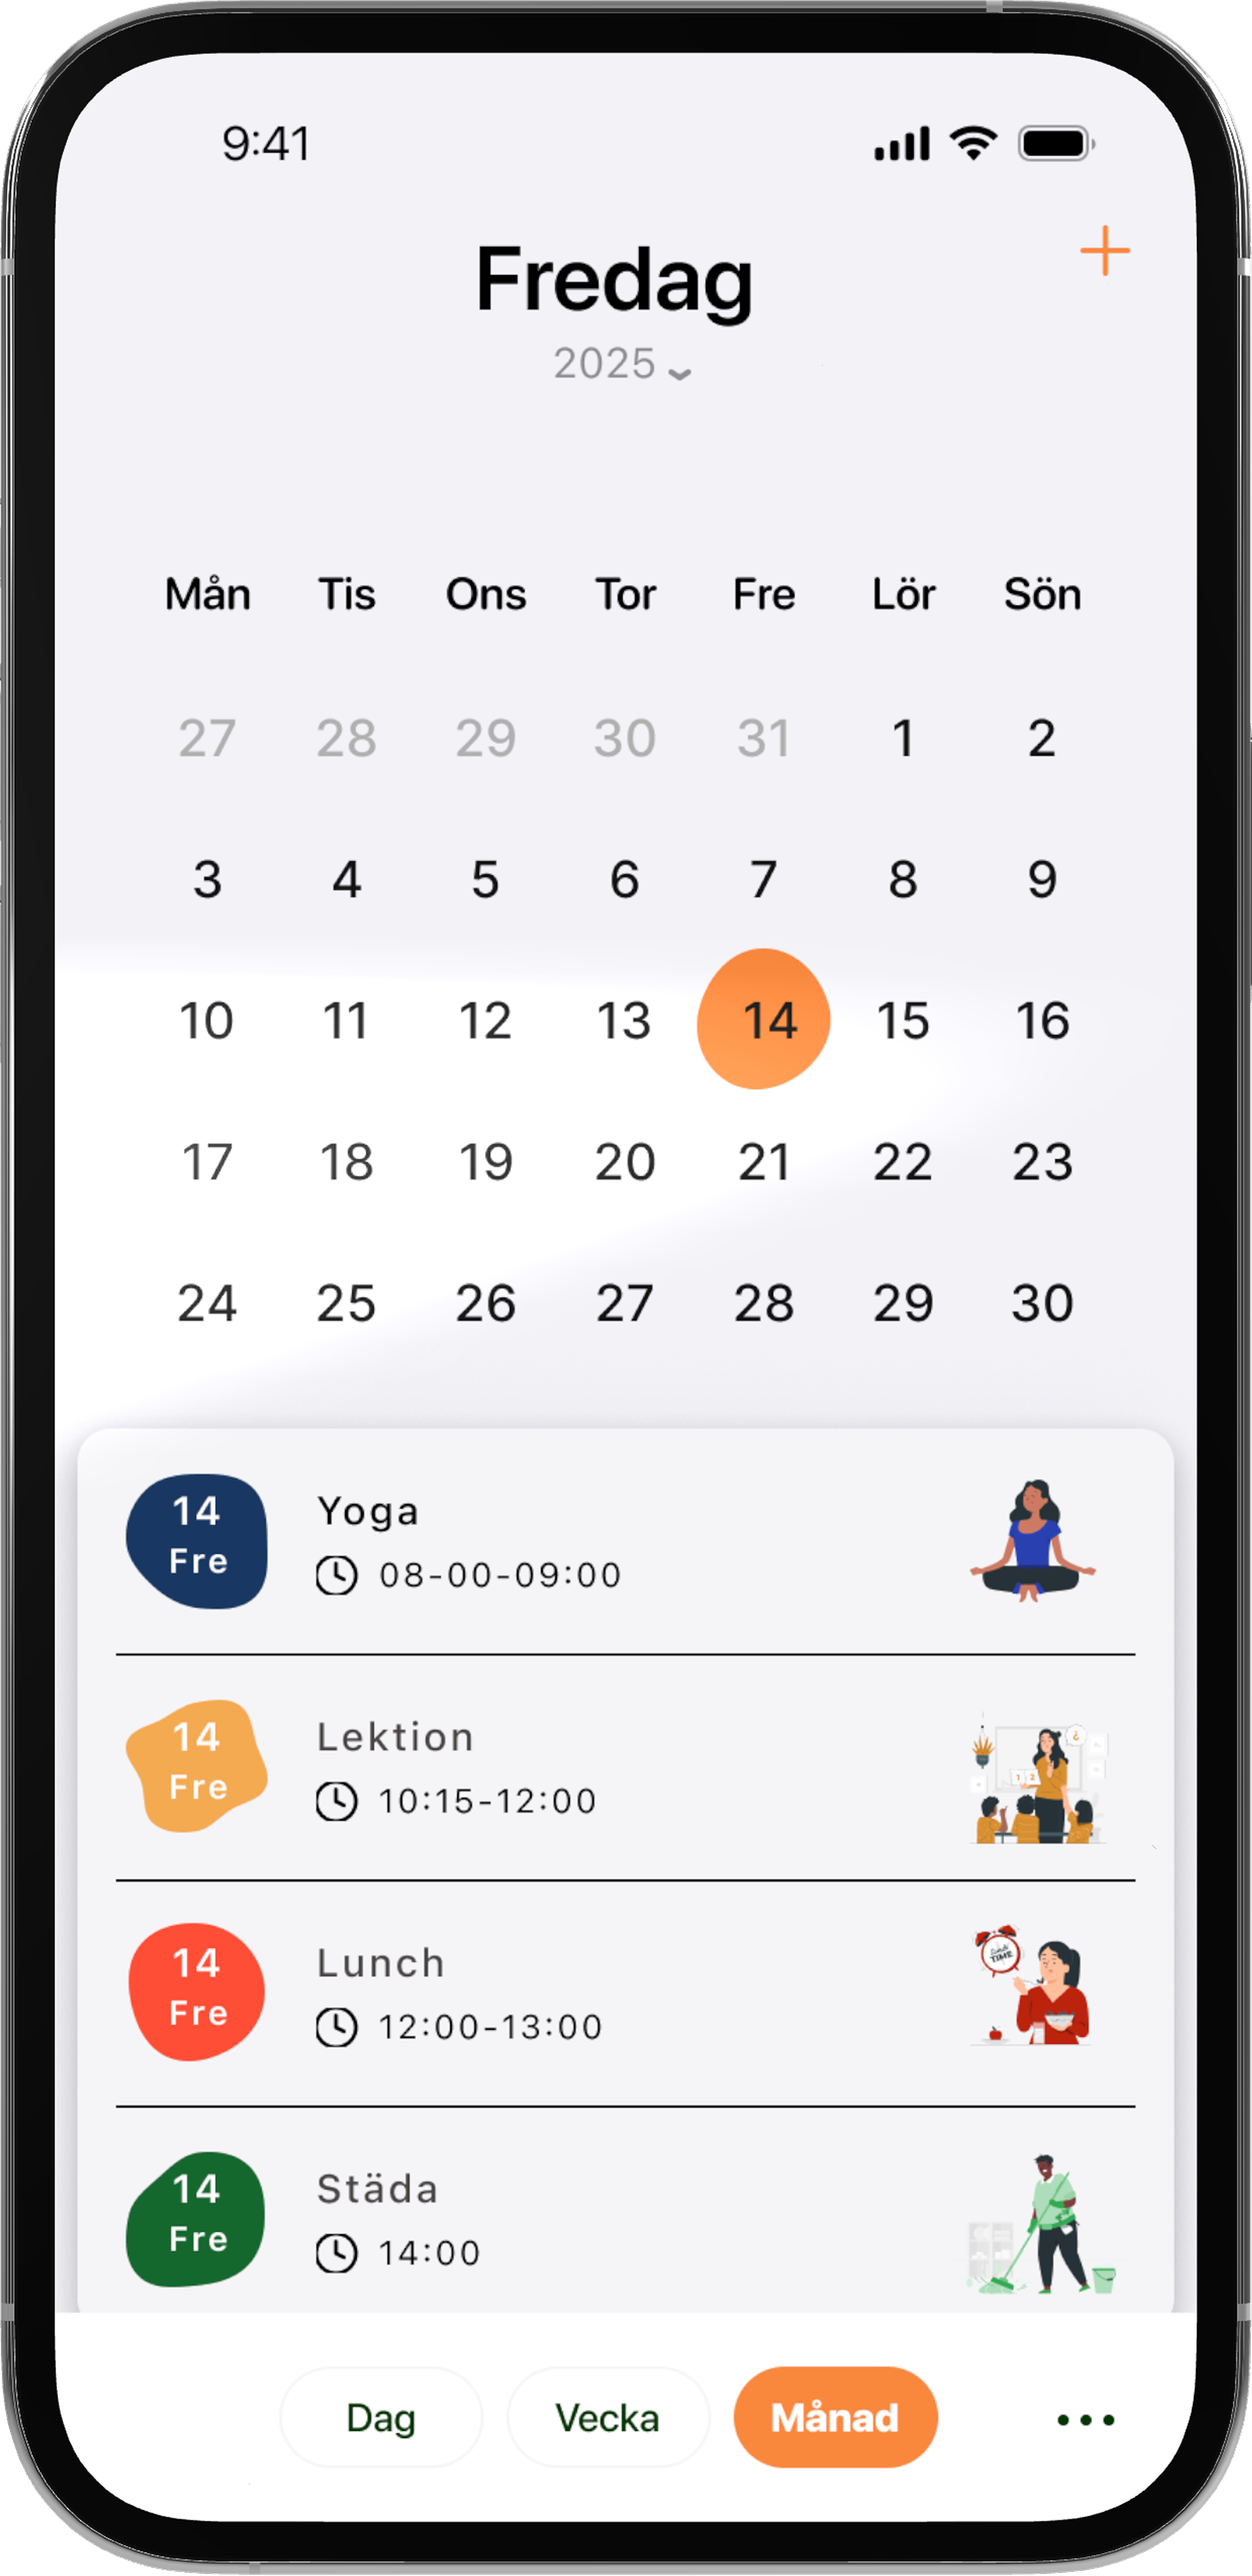 9:41
Fredag
2025
Mån Tis Ons Tor Fre Lör Sön
27 28 29 30 31 1 2
3 4 5 6 7 8 9
10 11 12 13 14 15 16
17 18 19 20 21 22 23
24 25 26 27 28 29 30
14
Fre
Yoga
08-00-09:00
14
Fre
Lektion
10:15-12:00
1 2
14
Fre
Lunch
12:00-13:00
TIME
14
Fre
Städa
14:00
Dag Vecka Månad